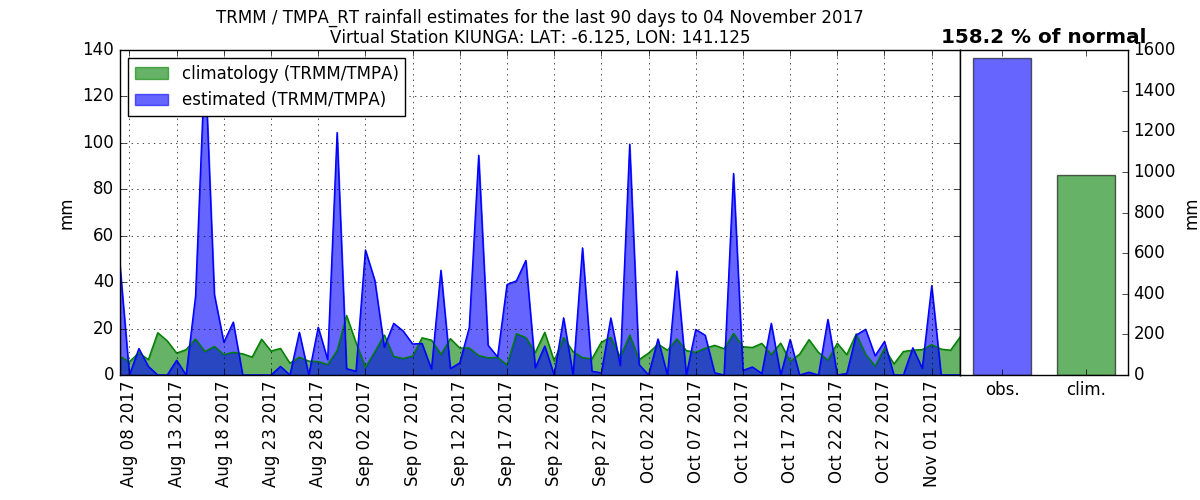 TRMM / TMPA_RT rainfall estimates for the last 90 days to 04 November 2017
Virtual Station KIUNGA: LAT: -6.125, LON: 141.125
158.2 % of normal
climatology (TRMM/TMPA)
estimated (TRMM/TMPA)
mm
140
120
100
80
60
40
20
0
Aug 08 2017
Aug 13 2017
Aug 18 2017
Aug 23 2017
Aug 28 2017
Sep 02 2017
Sep 07 2017
Sep 12 2017
Sep 17 2017
Sep 22 2017
Sep 27 2017
Oct 02 2017
Oct 07 2017
Oct 12 2017
Oct 17 2017
Oct 22 2017
Oct 27 2017
Nov 01 2017
obs.
clim.
1600
1400
1200
1000
800
600
400
200
0
mm